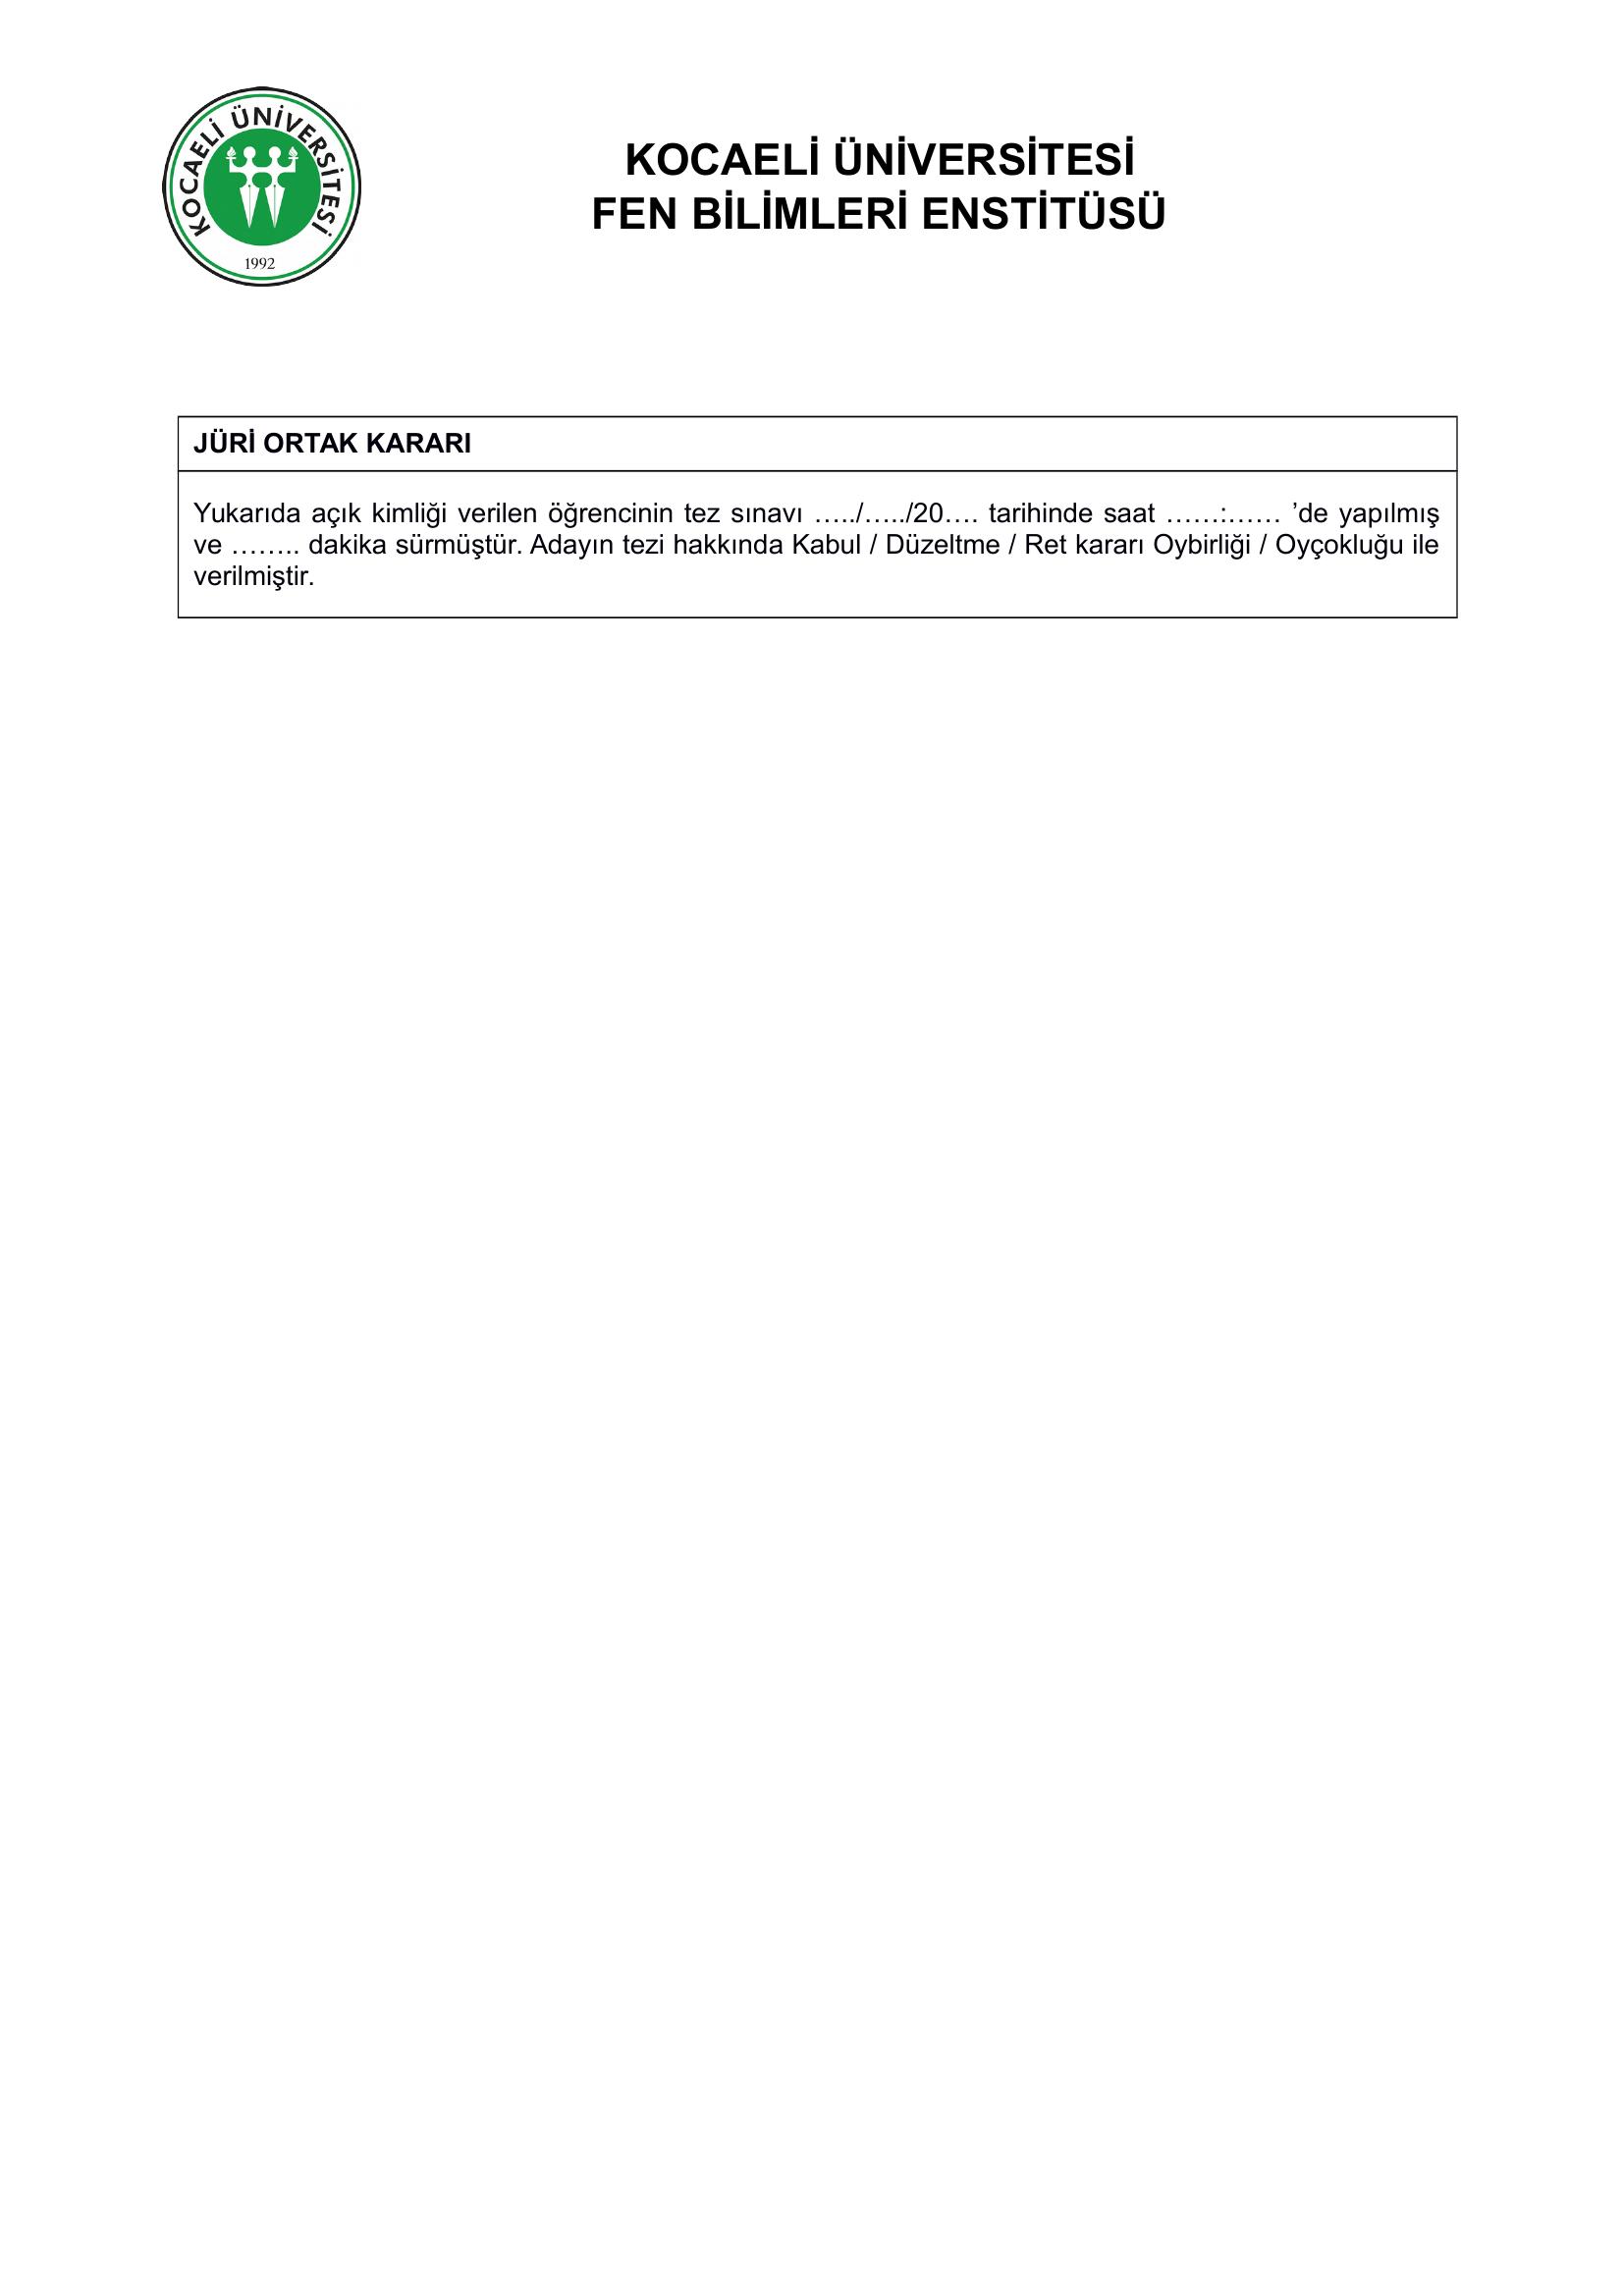 KOCAELİ ÜNİVERSİTESİ
1992
KOCAELİ ÜNİVERSİTESİ
FEN BİLİMLERİ ENSTİTÜSÜ
JÜRİ ORTAK KARARI
Yukarıda açık kimliği verilen öğrencinin tez sınavı …../…../20…. tarihinde saat ……:…… ’de yapılmış
ve …….. dakika sürmüştür. Adayın tezi hakkında Kabul / Düzeltme / Ret kararı Oybirliği / Oyçokluğu ile
verilmiştir.